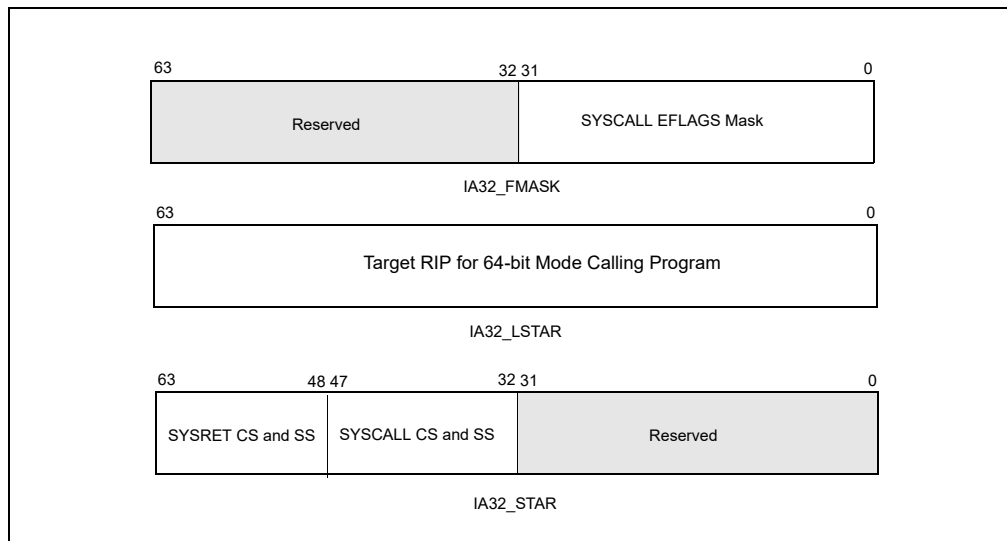 63 32 31 0
Reserved SYSCALL EFLAGS Mask
IA32_FMASK
63 0
Target RIP for 64-bit Mode Calling Program
IA32_LSTAR
63 48 47 32 31 0
SYSRET CS and SS SYSCALL CS and SS Reserved
IA32_STAR